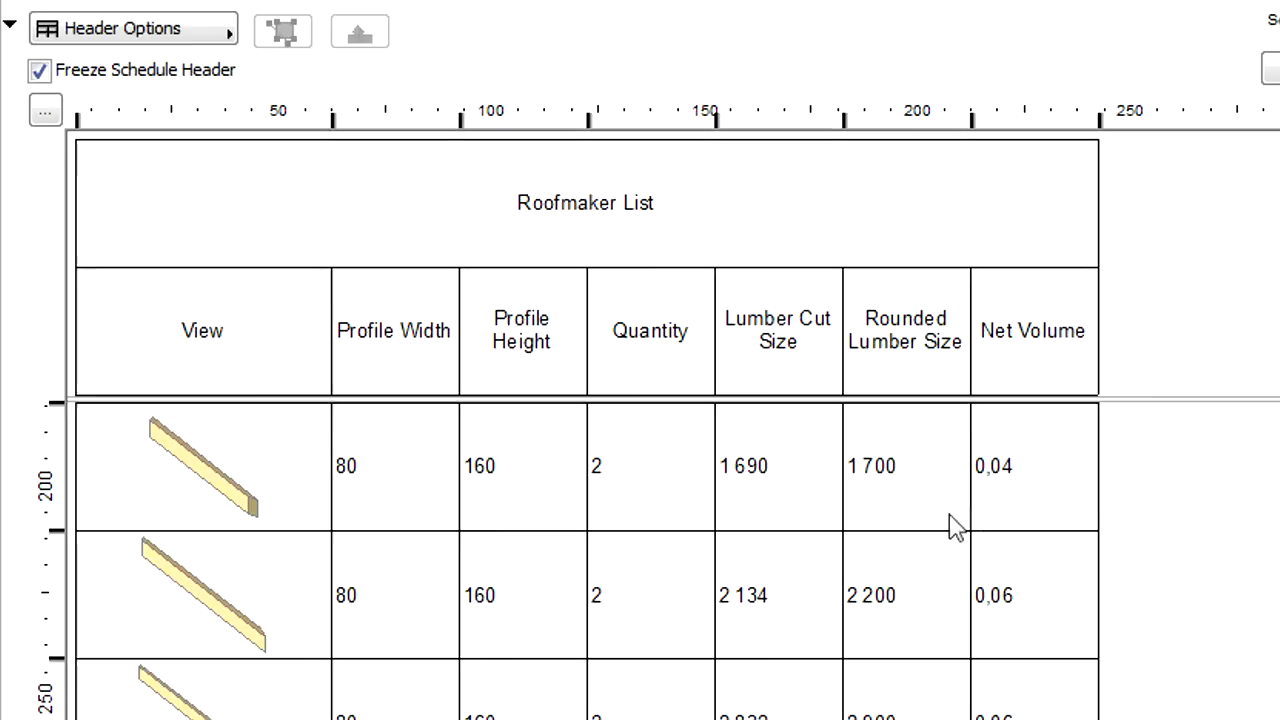 Header Options
Freeze Schedule Header
...
50 100 150 200 250
Roofmaker List
View
Profile Width
Profile
Height
Quantity
Lumber Cut
Size
Rounded
Lumber Size
Net Volume
200
80 160 2 1 690 1 700 0,04
80 160 2 2 134 2 200 0,06
250